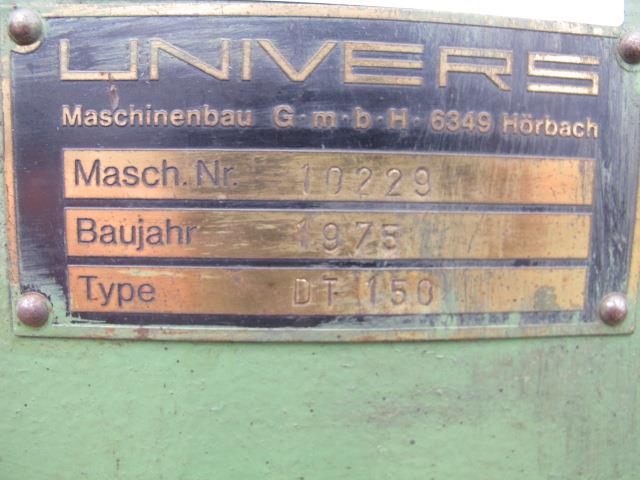 UNIVERS
Maschinenbau G·m·b·H· 6349 Hörbach
Masch. Nr. 10229
Baujahr 1975
Type DT 150